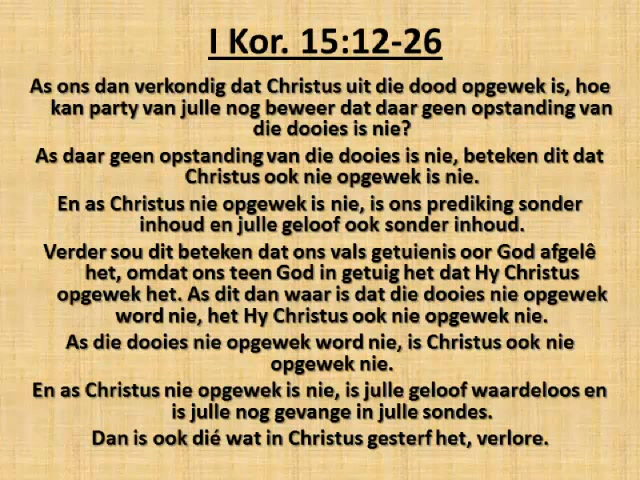 I Kor. 15:12-26
As ons dan verkondig dat Christus uit die dood opgewek is, hoe
kan party van julle nog beweer dat daar geen opstanding van
die dooies is nie?
As daar geen opstanding van die dooies is nie, beteken dit dat
Christus ook nie opgewek is nie.
En as Christus nie opgewek is nie, is ons prediking sonder
inhoud en julle geloof ook sonder inhoud.
Verder sou dit beteken dat ons vals getuienis oor God afgelê
het, omdat ons teen God in getuig het dat Hy Christus
opgewek het. As dit dan waar is dat die dooies nie opgewek
word nie, het Hy Christus ook nie opgewek nie.
As die dooies nie opgewek word nie, is Christus ook nie
opgewek nie.
En as Christus nie opgewek is nie, is julle geloof waardeloos en
is julle nog gevange in julle sondes.
Dan is ook dié wat in Christus gesterf het, verlore.